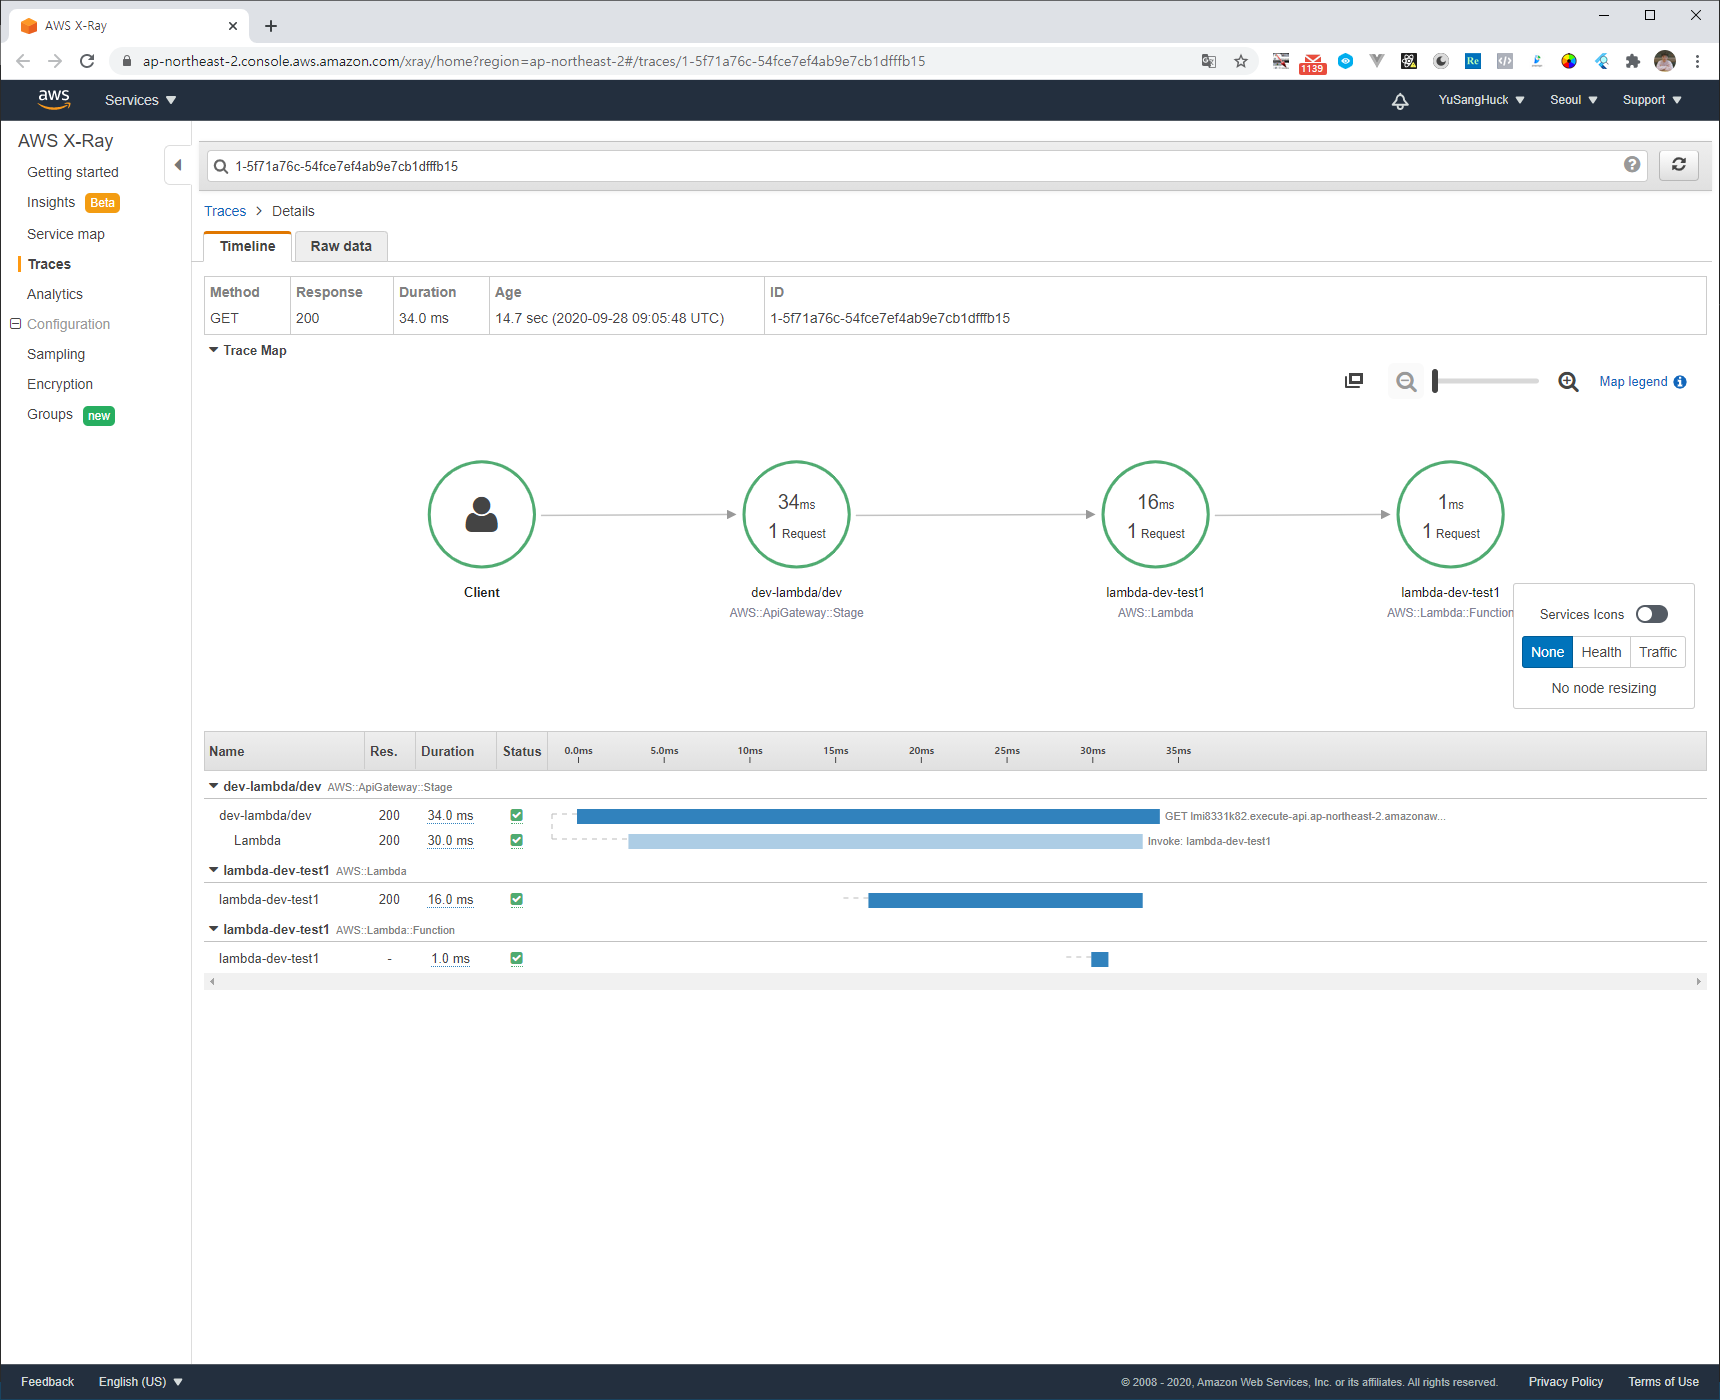 AWS X-Ray
ap-northeast-2.console.aws.amazon.com/xray/home?region=ap-northeast-2#/traces/1-5f71a76c-54fce7ef4ab9e7cb1dfffb15
1139
Re
aws Services YuSangHuck Seoul Support
AWS X-Ray
Getting started
Insights Beta
Service map
Traces
Analytics
Configuration
Sampling
Encryption
Groups new
1-5f71a76c-54fce7ef4ab9e7cb1dfffb15
Traces > Details
Timeline Raw data
Method Response Duration Age ID
GET 200 34.0 ms 14.7 sec (2020-09-28 09:05:48 UTC) 1-5f71a76c-54fce7ef4ab9e7cb1dfffb15
Trace Map
Map legend
34ms 16ms 1ms
1 Request 1 Request 1 Request
Client dev-lambda/dev lambda-dev-test1 lambda-dev-test1
AWS::ApiGateway::Stage AWS::Lambda AWS::Lambda::Function
Services Icons
None Health Traffic
No node resizing
Name Res. Duration Status 0.0ms 5.0ms 10ms 15ms 20ms 25ms 30ms 35ms
dev-lambda/dev AWS::ApiGateway::Stage
dev-lambda/dev 200 34.0 ms GET lmi8331k82.execute-api.ap-northeast-2.amazonaw...
Lambda 200 30.0 ms Invoke: lambda-dev-test1
lambda-dev-test1 AWS::Lambda
lambda-dev-test1 200 16.0 ms
lambda-dev-test1 AWS::Lambda::Function
lambda-dev-test1 - 1.0 ms
Feedback English (US) © 2008 - 2020, Amazon Web Services, Inc. or its affiliates. All rights reserved. Privacy Policy Terms of Use